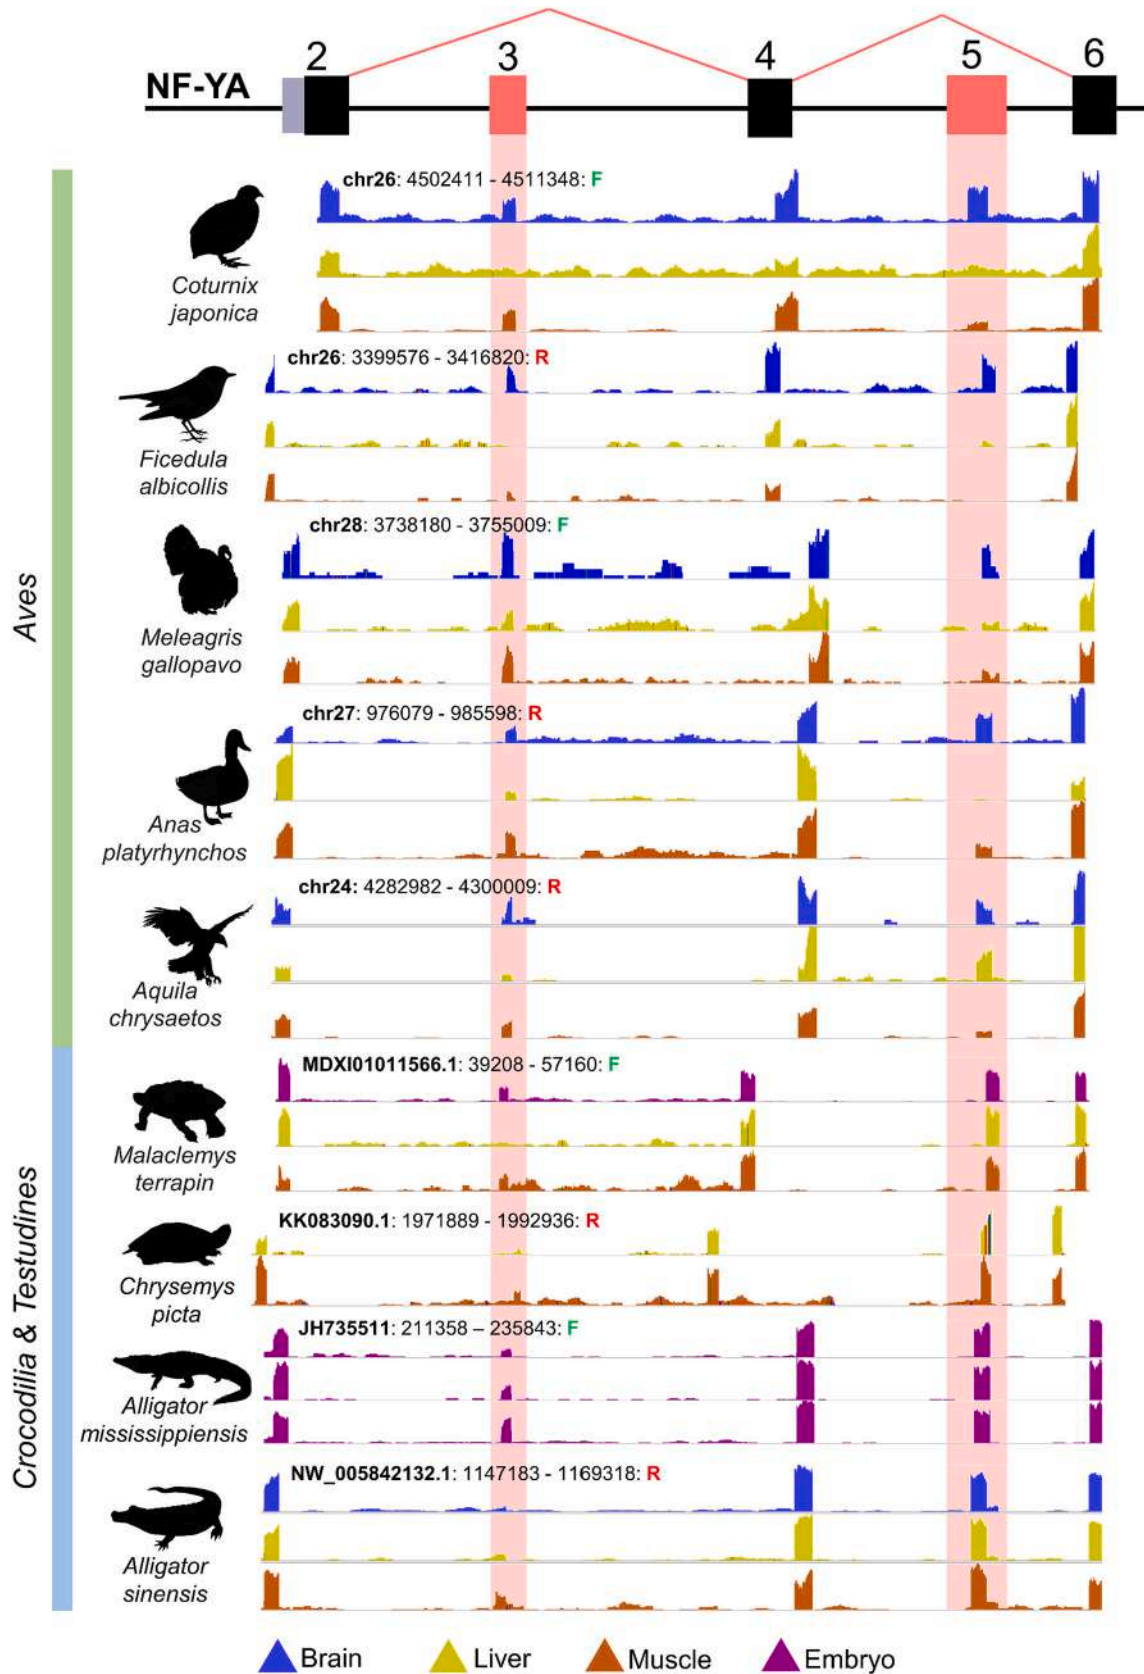 2 3 4 5 6
NF-YA
Aves
chr26: 4502411 - 4511348: F
Coturnix
japonica
chr26: 3399576 - 3416820: R
Ficedula
albicollis
chr28: 3738180 - 3755009: F
Meleagris
gallopavo
chr27: 976079 - 985598: R
Anas
platyrhynchos
chr24: 4282982 - 4300009: R
Aquila
chrysaetos
Crocodilia & Testudines
MDXI01011566.1: 39208 - 57160: F
Malaclemys
terrapin
KK083090.1: 1971889 - 1992936: R
Chrysemys
picta
JH735511: 211358 – 235843: F
Alligator
mississippiensis
NW_005842132.1: 1147183 - 1169318: R
Alligator
sinensis
Brain Liver Muscle Embryo